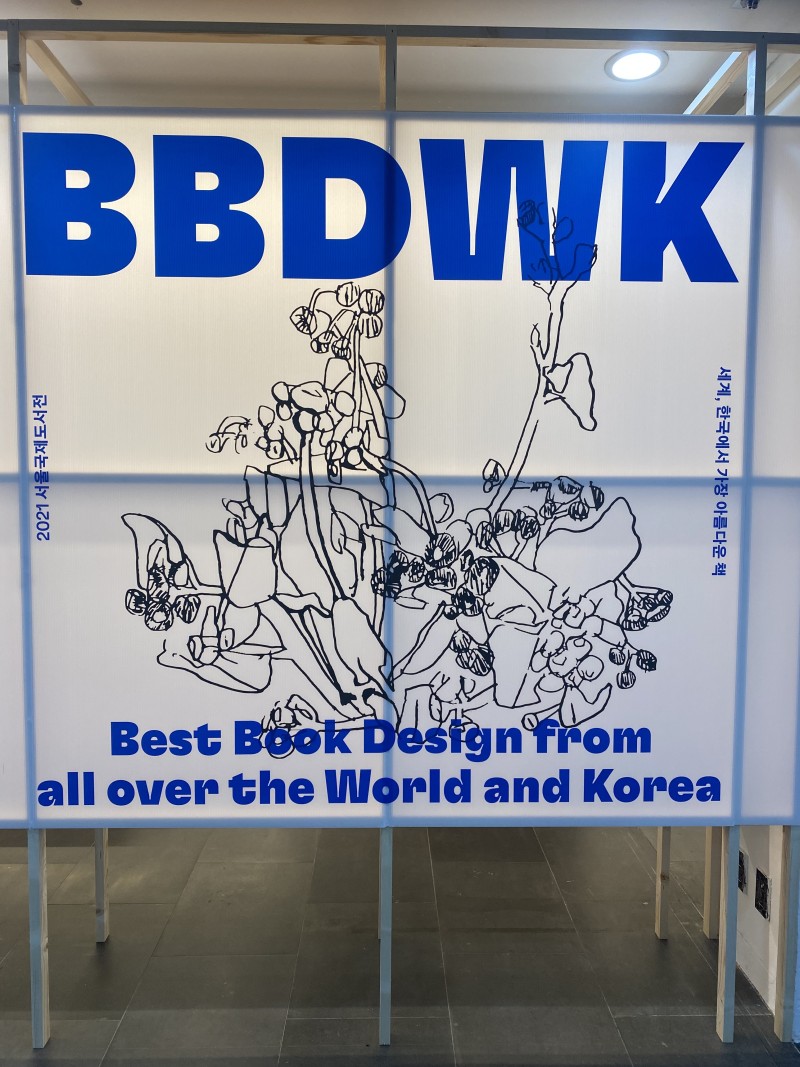 BBDWK
2021 서울국제도서전
세계, 한국에서 가장 아름다운 책
Best Book Design from
all over the World and Korea